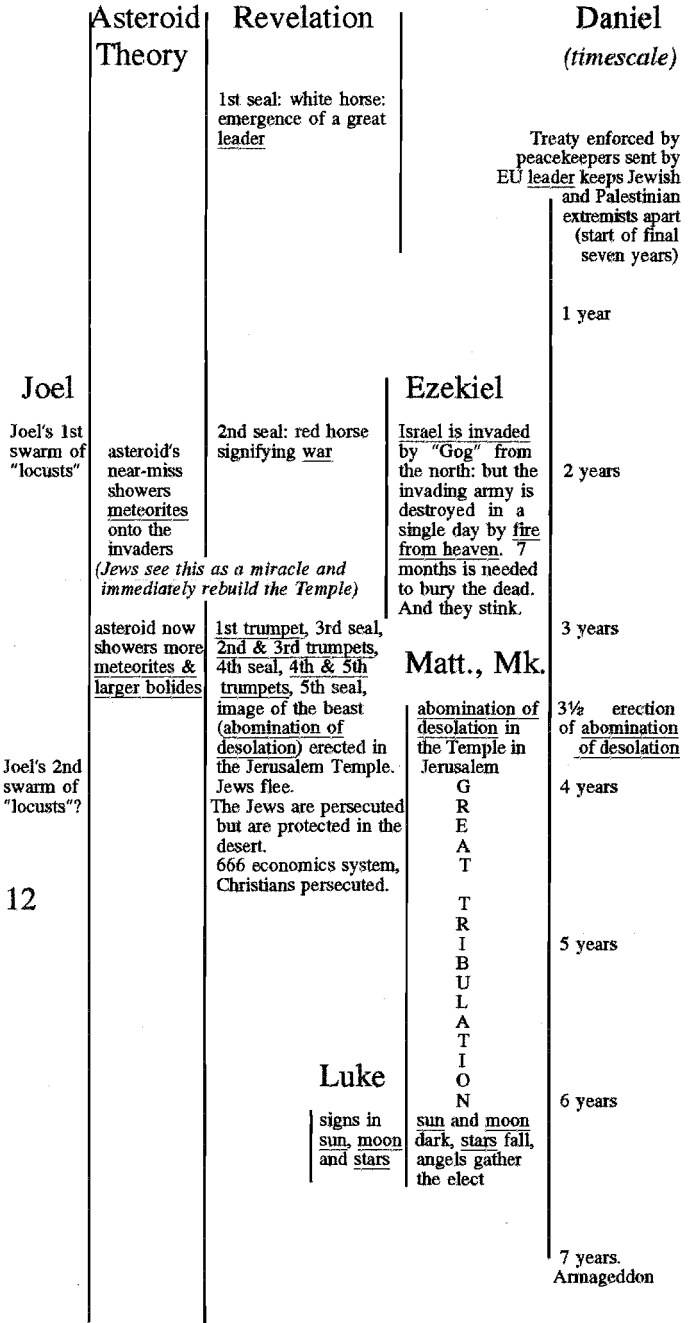 Asteroid
Theory
Revelation
Daniel
(timescale)
1st seal: white horse:
emergence of a great
leader
Treaty enforced by
peacekeepers sent by
EU leader keeps Jewish
and Palestinian
extremists apart
(start of final
seven years)
1 year
Joel
Ezekiel
Joel's 1st
swarm of
"locusts"
asteroid's
near-miss
showers
meteorites
onto the
invaders
2nd seal: red horse
signifying war
Israel is invaded
by "Gog" from
the north: but the
invading army is
destroyed in a
single day by fire
from heaven. 7
months is needed
to bury the dead.
And they stink.
2 years
(Jews see this as a miracle and
immediately rebuild the Temple)
asteroid now
showers more
meteorites &
larger bolides
1st trumpet, 3rd seal,
2nd & 3rd trumpets,
4th seal, 4th & 5th
trumpets, 5th seal,
image of the beast
(abomination of
desolation) erected in
the Jerusalem Temple.
Jews flee.
The Jews are persecuted
but are protected in the
desert.
666 economics system,
Christians persecuted.
3 years
Matt., Mk.
abomination of
desolation in
the Temple in
Jerusalem
3½ erection
of abomination
of desolation
Joel's 2nd
swarm of
"locusts"?
4 years
GREAT TRIBULATION
12
5 years
Luke
6 years
signs in
sun, moon
and stars
sun and moon
dark, stars fall,
angels gather
the elect
7 years.
Armageddon